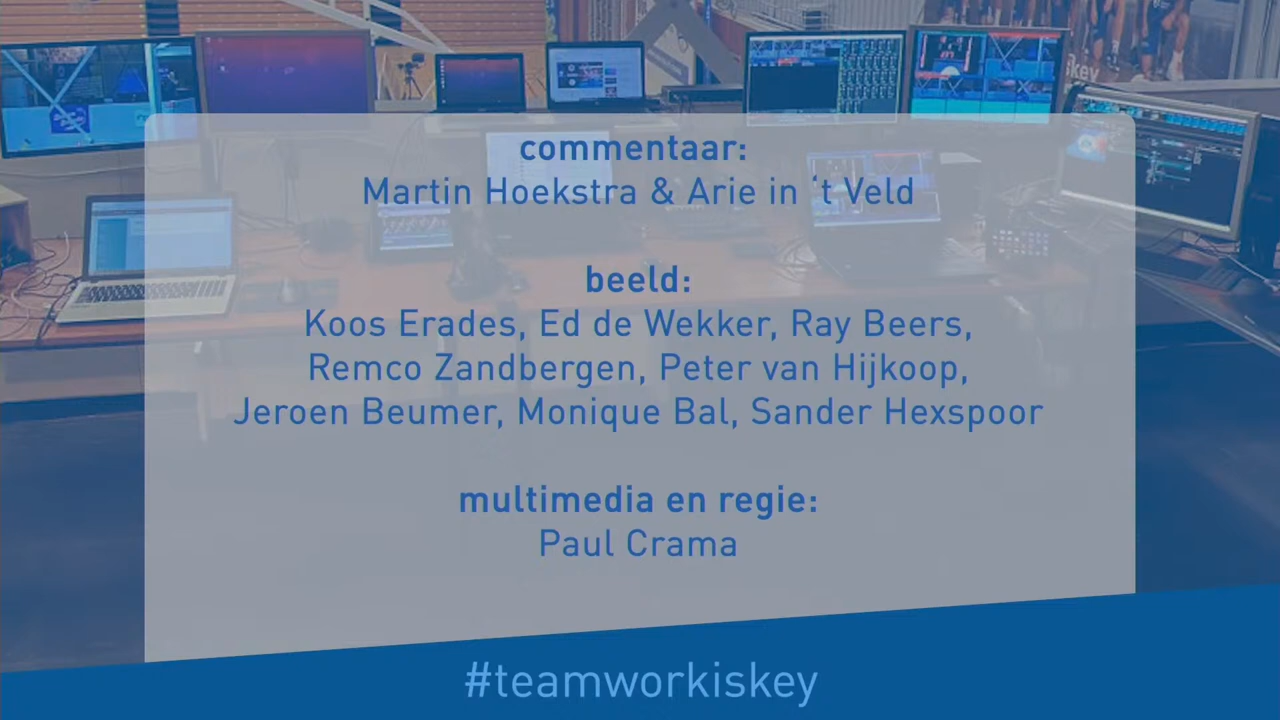 skey
commentaar:
Martin Hoekstra & Arie in ‘t Veld
beeld:
Koos Erades, Ed de Wekker, Ray Beers,
Remco Zandbergen, Peter van Hijkoop,
Jeroen Beumer, Monique Bal, Sander Hexspoor
multimedia en regie:
Paul Crama
#teamworkiskey